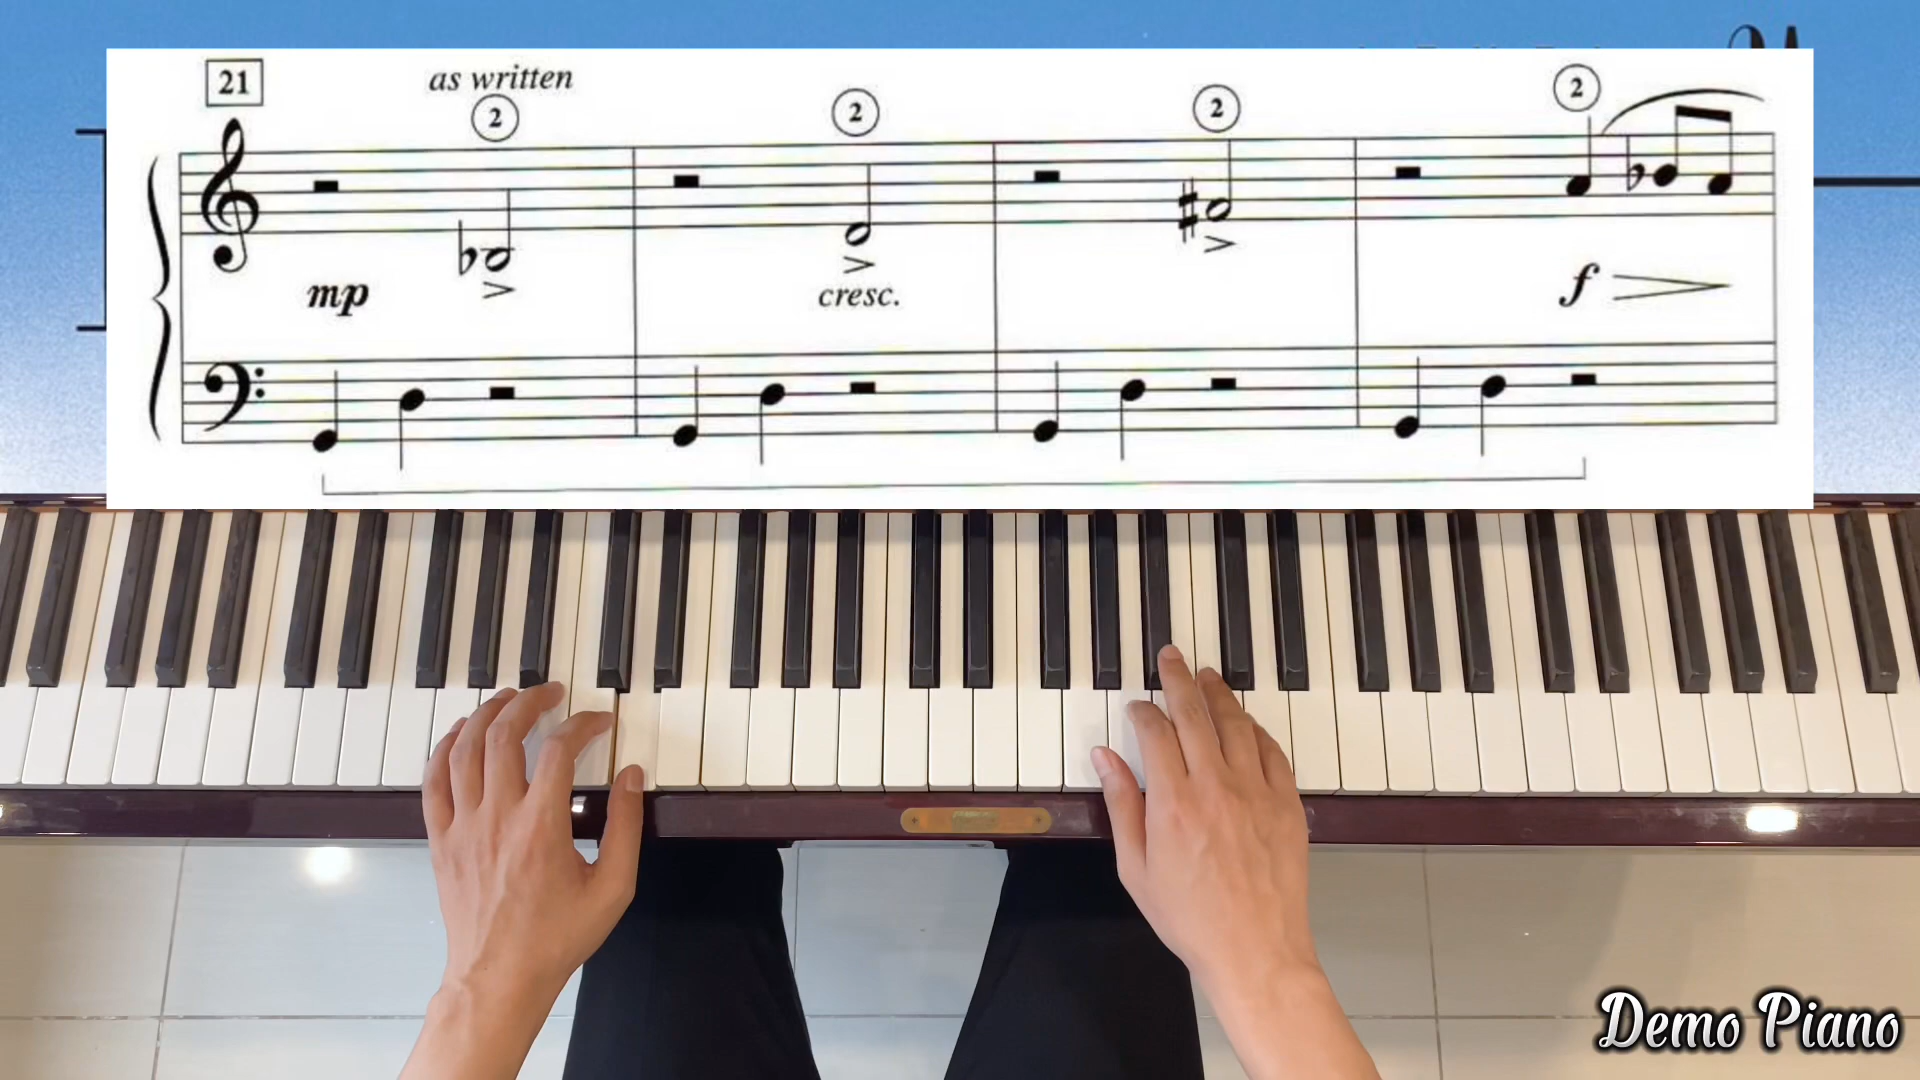 21
as written
2
2
2
2
mp
cresc.
f
Demo Piano